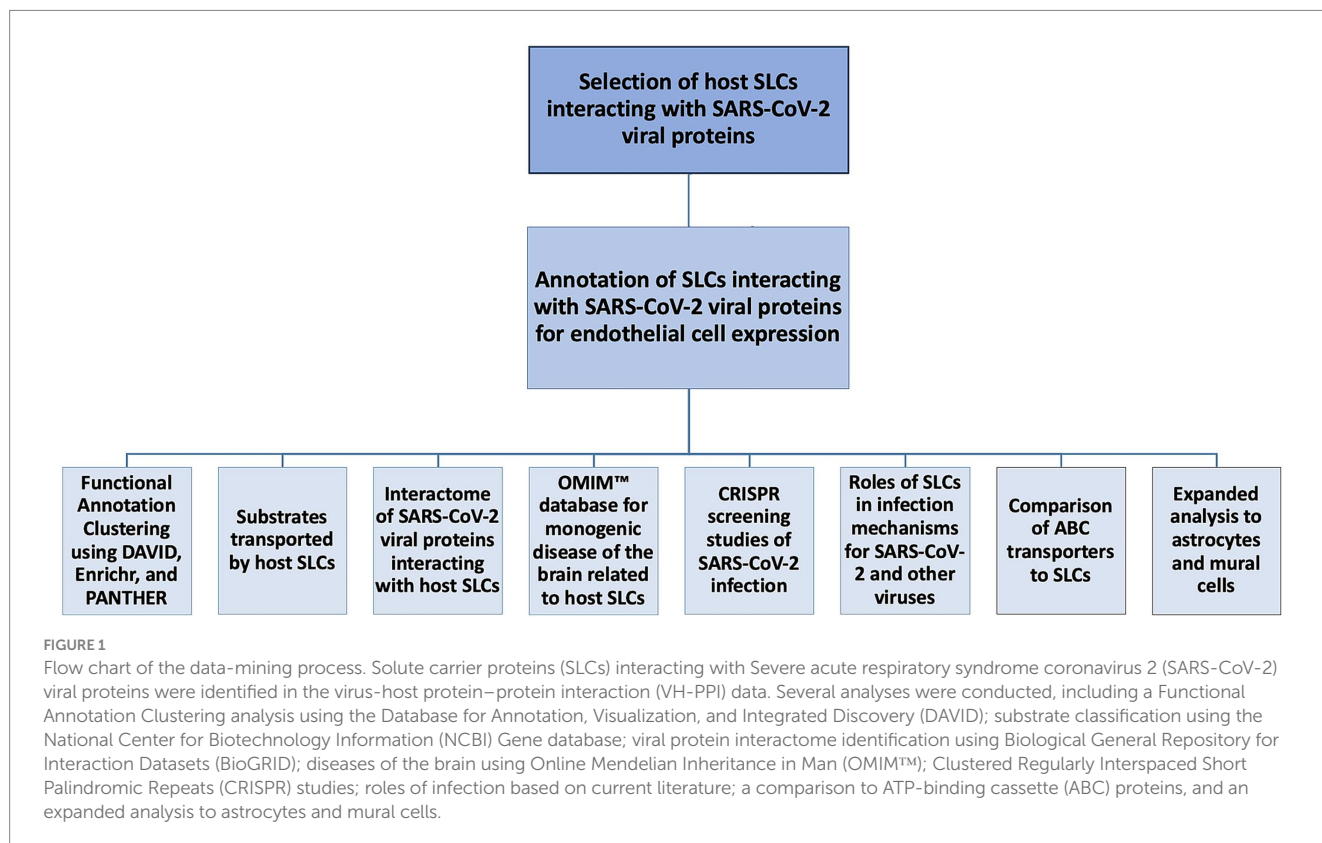 Selection of host SLCs
interacting with SARS-CoV-2
viral proteins
Annotation of SLCs interacting
with SARS-CoV-2 viral proteins
for endothelial cell expression
Functional
Annotation
Clustering
using DAVID,
Enrichr, and
PANTHER
Substrates
transported
by host SLCs
Interactome
of SARS-CoV-2
viral proteins
interacting
with host SLCs
OMIM™
database for
monogenic
disease of the
brain related
to host SLCs
CRISPR
screening
studies of
SARS-CoV-2
infection
Roles of SLCs
in infection
mechanisms
for SARS-CoV-
2 and other
viruses
Comparison
of ABC
transporters
to SLCs
Expanded
analysis to
astrocytes
and mural
cells
FIGURE 1
Flow chart of the data-mining process. Solute carrier proteins (SLCs) interacting with Severe acute respiratory syndrome coronavirus 2 (SARS-CoV-2)
viral proteins were identified in the virus-host protein–protein interaction (VH-PPI) data. Several analyses were conducted, including a Functional
Annotation Clustering analysis using the Database for Annotation, Visualization, and Integrated Discovery (DAVID); substrate classification using the
National Center for Biotechnology Information (NCBI) Gene database; viral protein interactome identification using Biological General Repository for
Interaction Datasets (BioGRID); diseases of the brain using Online Mendelian Inheritance in Man (OMIM™); Clustered Regularly Interspaced Short
Palindromic Repeats (CRISPR) studies; roles of infection based on current literature; a comparison to ATP-binding cassette (ABC) proteins, and an
expanded analysis to astrocytes and mural cells.